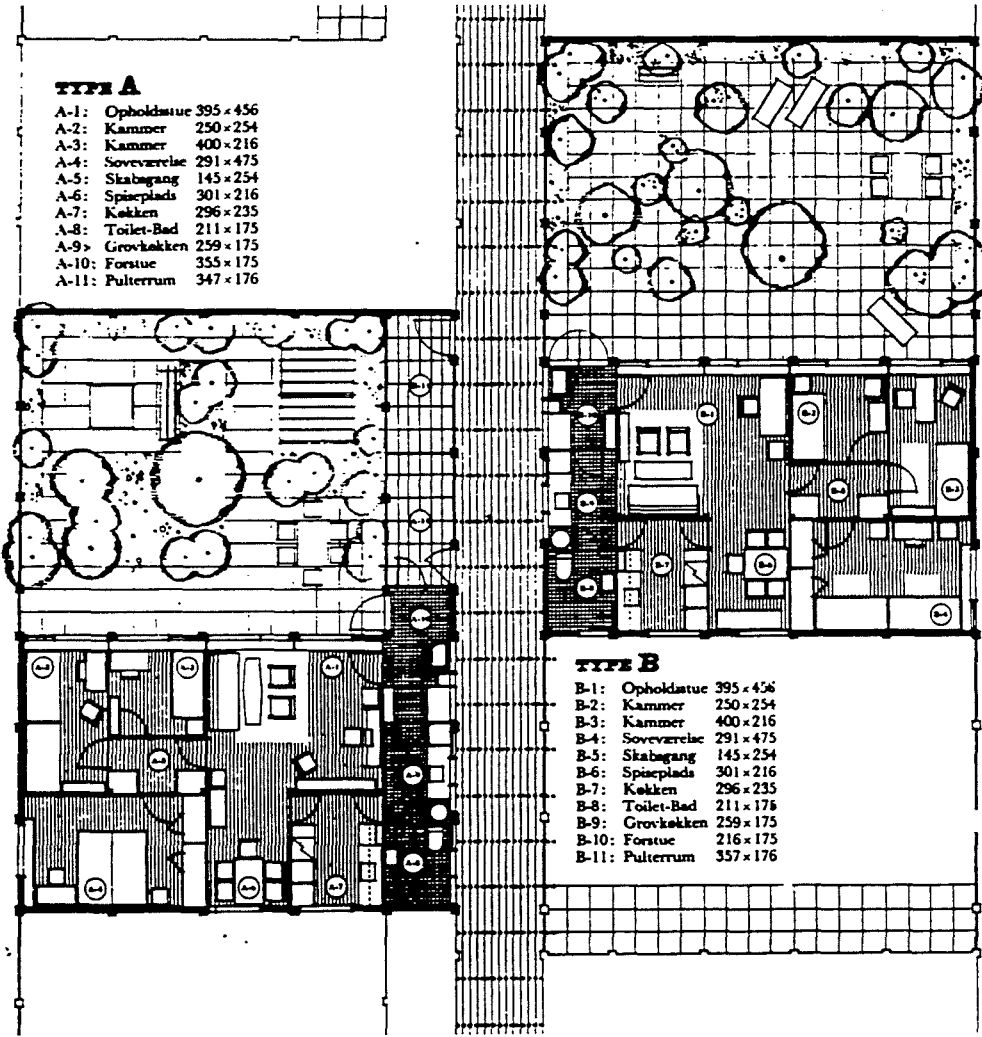 TYPE A
A-1: Opholdsstue 395 × 456
A-2: Kammer 250 × 254
A-3: Kammer 400 × 216
A-4: Soveværelse 291 × 475
A-5: Skabsgang 145 × 254
A-6: Spiseplads 301 × 216
A-7: Køkken 296 × 235
A-8: Toilet-Bad 211 × 175
A-9> Grovkøkken 259 × 175
A-10: Forstue 355 × 175
A-11: Pulterrum 347 × 176
TYPE B
B-1: Opholdsstue 395 × 456
B-2: Kammer 250 × 254
B-3: Kammer 400 × 216
B-4: Soveværelse 291 × 475
B-5: Skabsgang 145 × 254
B-6: Spiseplads 301 × 216
B-7: Køkken 296 × 235
B-8: Toilet-Bad 211 × 175
B-9: Grovkøkken 259 × 175
B-10: Forstue 216 × 175
B-11: Pulterrum 357 × 176
B-1
B-7
A-7